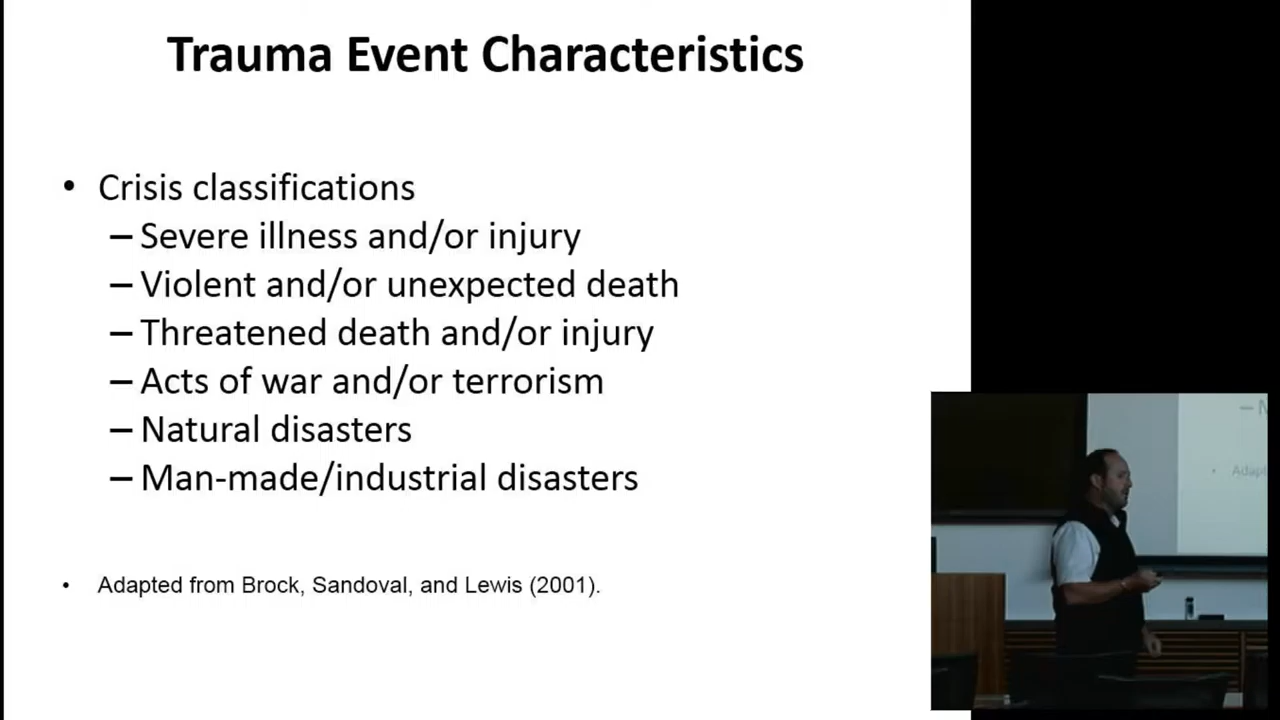 Trauma Event Characteristics
• Crisis classifications
– Severe illness and/or injury
– Violent and/or unexpected death
– Threatened death and/or injury
– Acts of war and/or terrorism
– Natural disasters
– Man-made/industrial disasters
• Adapted from Brock, Sandoval, and Lewis (2001).